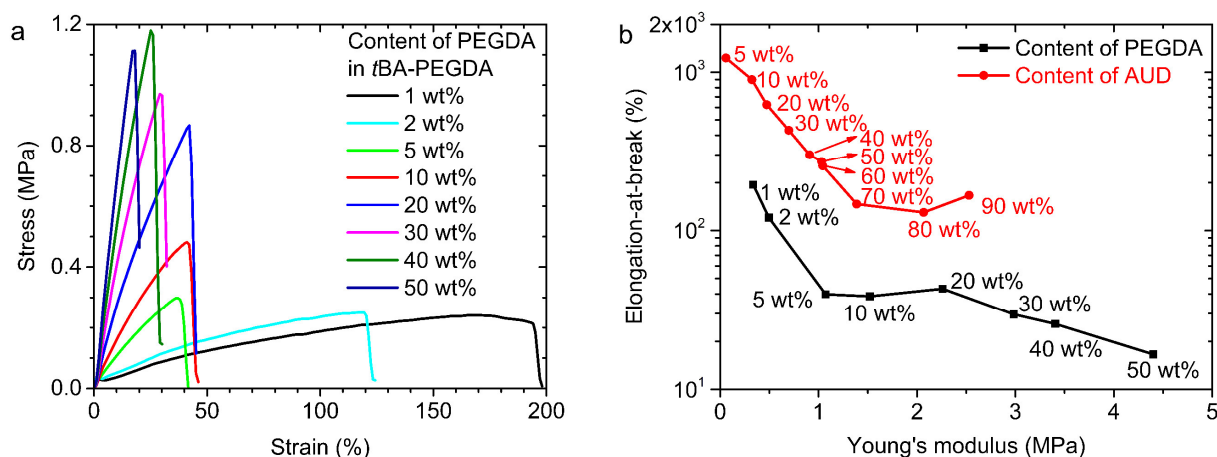 a
Stress (MPa)
1.2
0.8
0.4
0.0
0
50
100
150
200
Strain (%)
Content of PEGDA
in tBA-PEGDA
1 wt%
2 wt%
5 wt%
10 wt%
20 wt%
30 wt%
40 wt%
50 wt%
b
Elongation-at-break (%)
2x10³
10³
10²
10¹
0
1
2
3
4
5
Young's modulus (MPa)
Content of PEGDA
Content of AUD
5 wt%
10 wt%
20 wt%
30 wt%
40 wt%
50 wt%
60 wt%
70 wt%
80 wt%
90 wt%
1 wt%
2 wt%
5 wt%
10 wt%
20 wt%
30 wt%
40 wt%
50 wt%